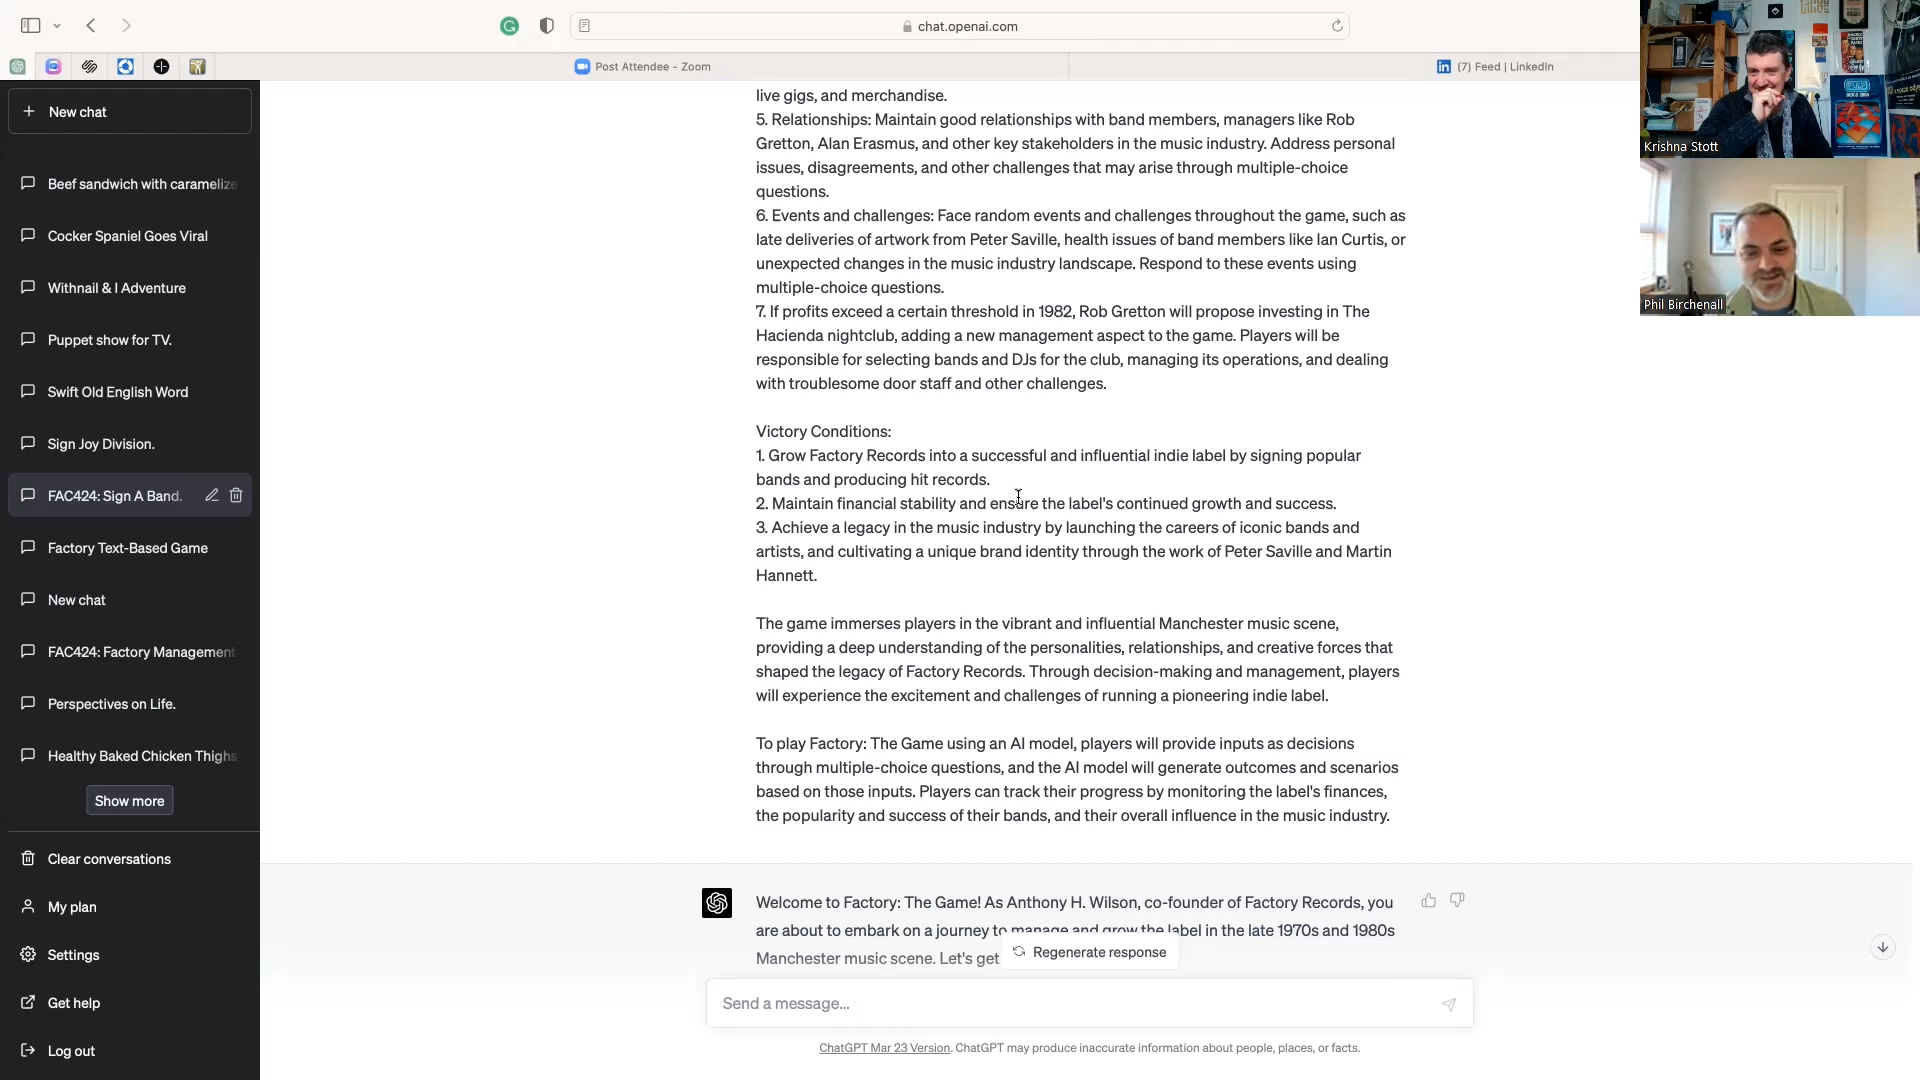 chat.openai.com
Post Attendee - Zoom
(7) Feed | LinkedIn
New chat
Beef sandwich with carameliz
Cocker Spaniel Goes Viral
Withnail & I Adventure
Puppet show for TV.
Swift Old English Word
Sign Joy Division.
FAC424: Sign A Band.
Factory Text-Based Game
New chat
FAC424: Factory Management
Perspectives on Life.
Healthy Baked Chicken Thighs
Show more
Clear conversations
My plan
Settings
Get help
Log out
live gigs, and merchandise.
5. Relationships: Maintain good relationships with band members, managers like Rob
Gretton, Alan Erasmus, and other key stakeholders in the music industry. Address personal
issues, disagreements, and other challenges that may arise through multiple-choice
questions.
6. Events and challenges: Face random events and challenges throughout the game, such as
late deliveries of artwork from Peter Saville, health issues of band members like Ian Curtis, or
unexpected changes in the music industry landscape. Respond to these events using
multiple-choice questions.
7. If profits exceed a certain threshold in 1982, Rob Gretton will propose investing in The
Hacienda nightclub, adding a new management aspect to the game. Players will be
responsible for selecting bands and DJs for the club, managing its operations, and dealing
with troublesome door staff and other challenges.
Victory Conditions:
1. Grow Factory Records into a successful and influential indie label by signing popular
bands and producing hit records.
2. Maintain financial stability and ensure the label's continued growth and success.
3. Achieve a legacy in the music industry by launching the careers of iconic bands and
artists, and cultivating a unique brand identity through the work of Peter Saville and Martin
Hannett.
The game immerses players in the vibrant and influential Manchester music scene,
providing a deep understanding of the personalities, relationships, and creative forces that
shaped the legacy of Factory Records. Through decision-making and management, players
will experience the excitement and challenges of running a pioneering indie label.
To play Factory: The Game using an AI model, players will provide inputs as decisions
through multiple-choice questions, and the AI model will generate outcomes and scenarios
based on those inputs. Players can track their progress by monitoring the label's finances,
the popularity and success of their bands, and their overall influence in the music industry.
Welcome to Factory: The Game! As Anthony H. Wilson, co-founder of Factory Records, you
are about to embark on a journey to manage and grow the label in the late 1970s and 1980s
Manchester music scene. Let's get
Regenerate response
Send a message...
ChatGPT Mar 23 Version. ChatGPT may produce inaccurate information about people, places, or facts.
Krishna Stott
Phil Birchenall